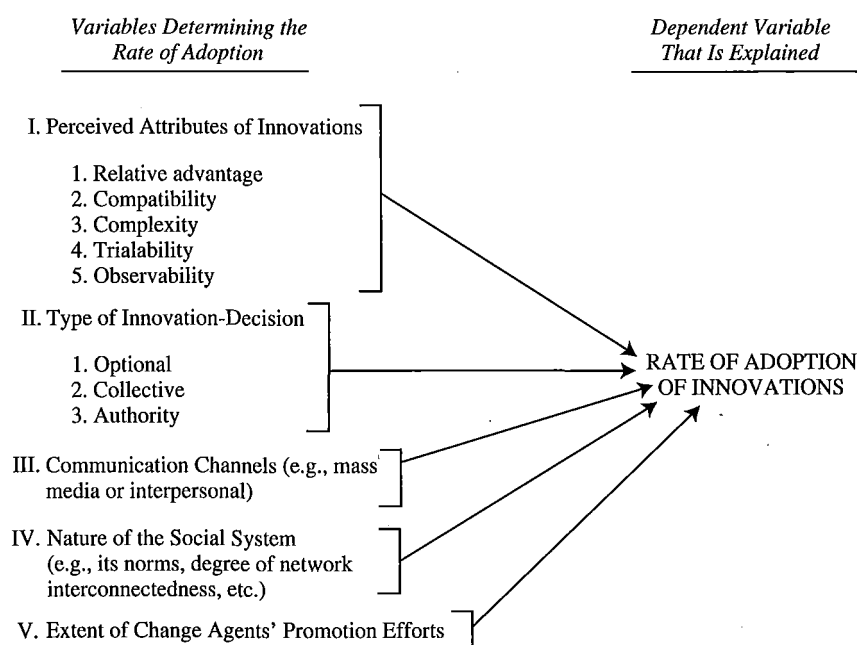 Variables Determining the
Rate of Adoption
Dependent Variable
That Is Explained
I. Perceived Attributes of Innovations
1. Relative advantage
2. Compatibility
3. Complexity
4. Trialability
5. Observability
II. Type of Innovation-Decision
1. Optional
2. Collective
3. Authority
III. Communication Channels (e.g., mass
media or interpersonal)
IV. Nature of the Social System
(e.g., its norms, degree of network
interconnectedness, etc.)
V. Extent of Change Agents’ Promotion Efforts
RATE OF ADOPTION
OF INNOVATIONS